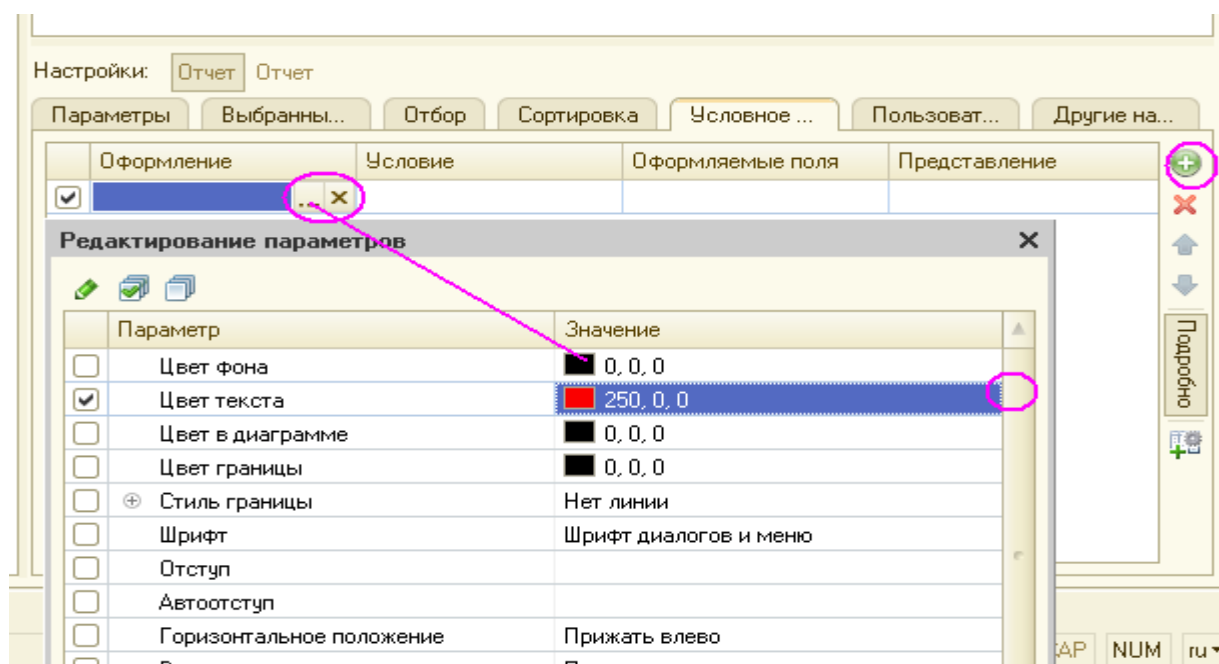 Настройки: Отчет Отчет
Параметры Выбранны... Отбор Сортировка Условное ... Пользоват... Другие на...
Оформление Условие Оформляемые поля Представление
... ×
Редактирование параметров
Подробно
Параметр Значение
Цвет фона 0, 0, 0
Цвет текста 250, 0, 0
Цвет в диаграмме 0, 0, 0
Цвет границы 0, 0, 0
Стиль границы Нет линии
Шрифт Шрифт диалогов и меню
Отступ
Автоотступ
Горизонтальное положение Прижать влево
NUM ru